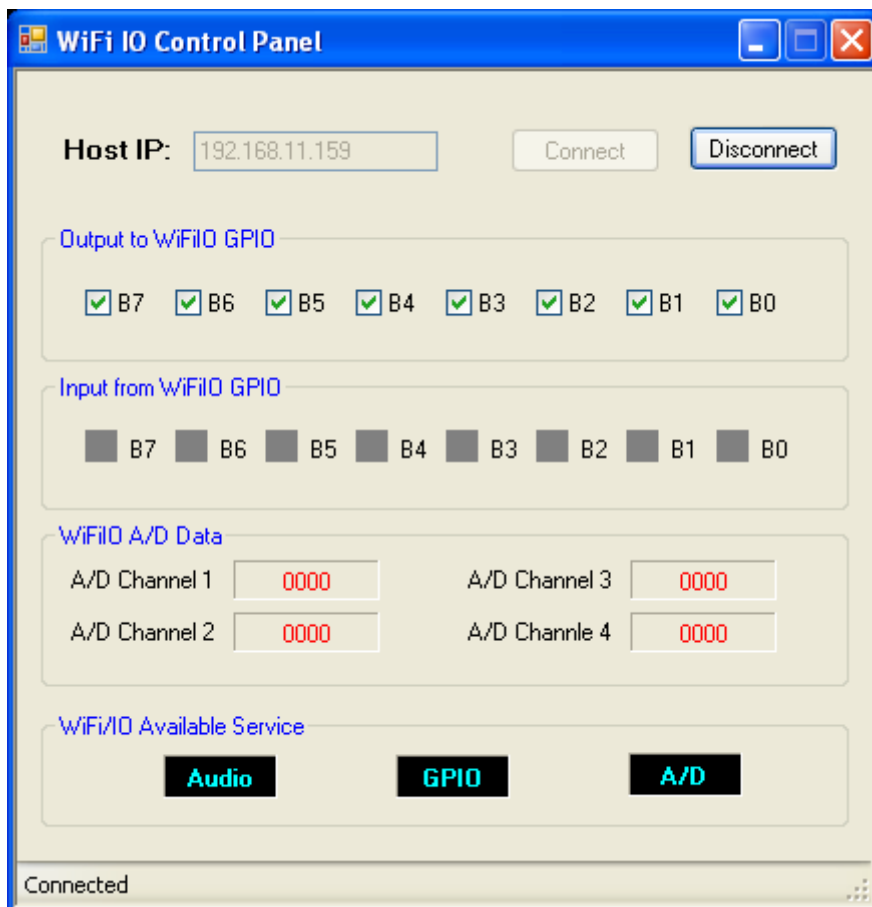 WiFi IO Control Panel
Host IP: 192.168.11.159 Connect Disconnect
Output to WiFiIO GPIO
B7 B6 B5 B4 B3 B2 B1 B0
Input from WiFiIO GPIO
B7 B6 B5 B4 B3 B2 B1 B0
WiFiIO A/D Data
A/D Channel 1 0000 A/D Channel 3 0000
A/D Channel 2 0000 A/D Channle 4 0000
WiFi/IO Available Service
Audio GPIO A/D
Connected